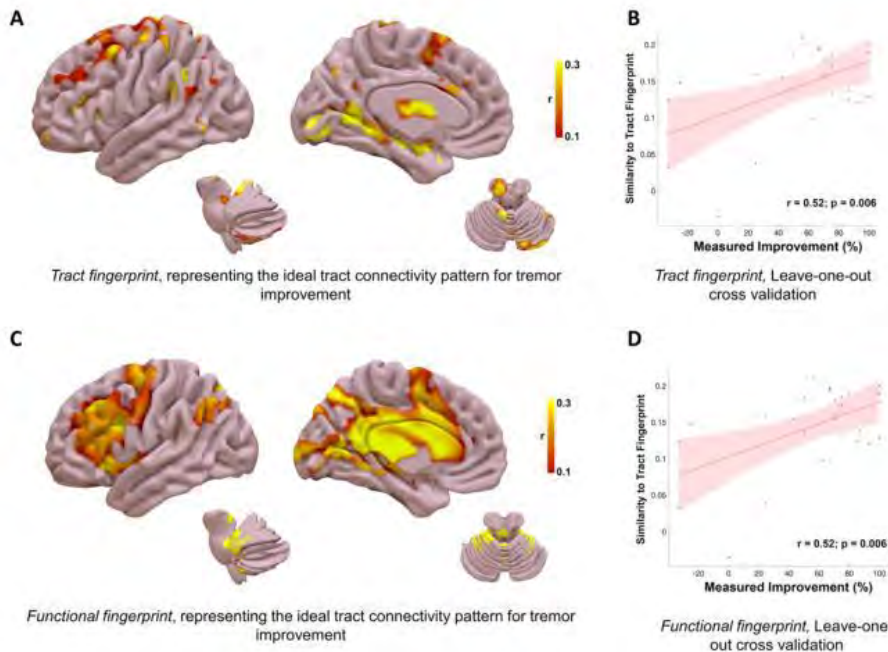 A
0.3
r
0.1
Tract fingerprint, representing the ideal tract connectivity pattern for tremor
improvement
B
Similarity to Tract Fingerprint
0.2
0.15
0.1
0.05
0
r = 0.52; p = 0.006
-20 0 20 40 60 80 100
Measured Improvement (%)
Tract fingerprint, Leave-one-out
cross validation
C
0.3
r
0.1
Functional fingerprint, representing the ideal tract connectivity pattern for tremor
improvement
D
Similarity to Tract Fingerprint
0.2
0.15
0.1
0.05
0
r = 0.52; p = 0.006
-20 0 20 40 60 80 100
Measured Improvement (%)
Functional fingerprint, Leave-one
out cross validation